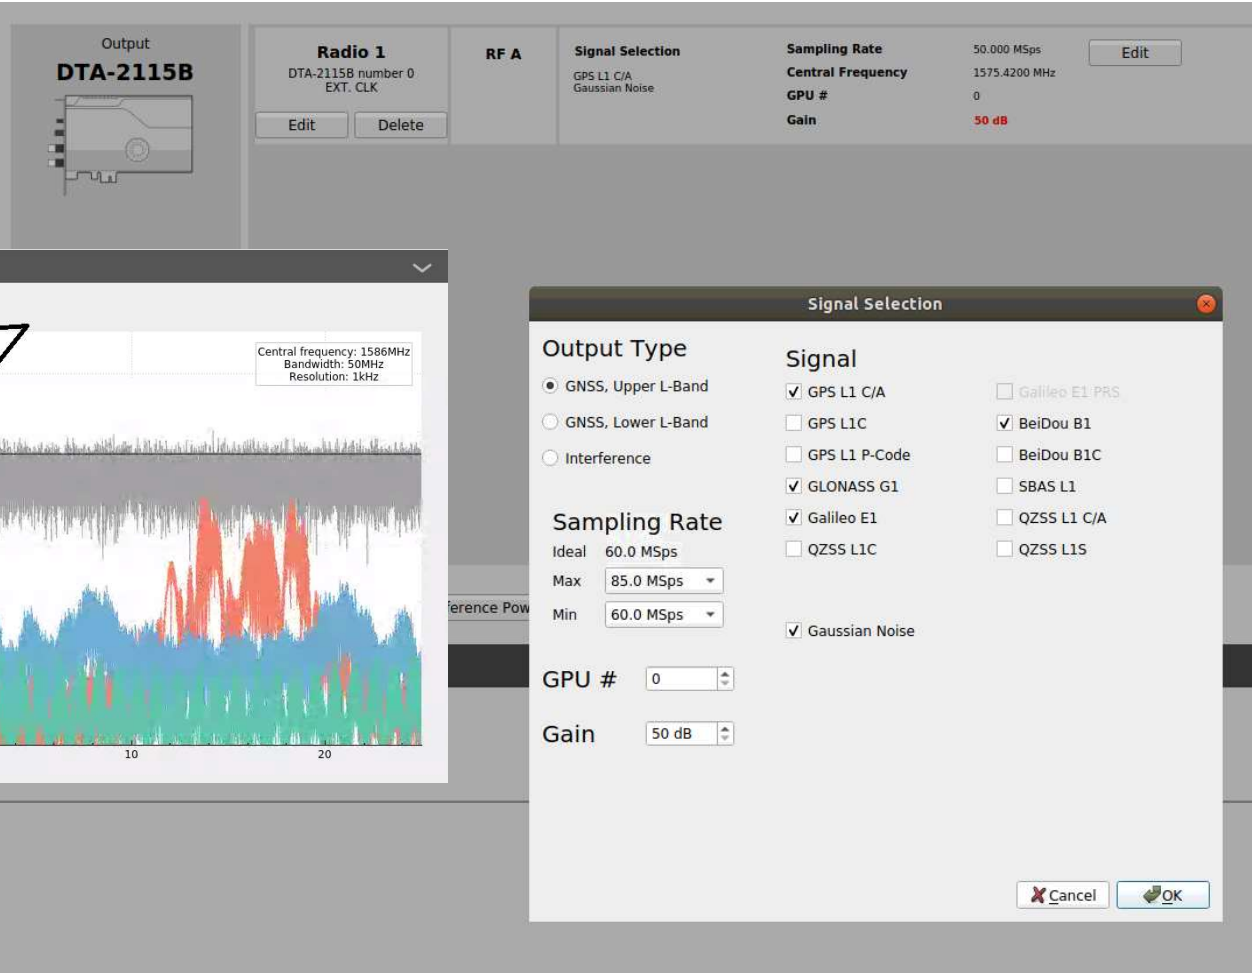 Output
DTA-2115B
Radio 1
DTA-2115B number 0
EXT. CLK
Edit
Delete
RF A
Signal Selection
GPS L1 C/A
Gaussian Noise
Sampling Rate 50.000 MSps
Central Frequency 1575.4200 MHz
GPU # 0
Gain 50 dB
Edit
Central frequency: 1586MHz
Bandwidth: 50MHz
Resolution: 1kHz
10 20
Signal Selection
Output Type
GNSS, Upper L-Band
GNSS, Lower L-Band
Interference
Sampling Rate
Ideal 60.0 MSps
Max 85.0 MSps
Min 60.0 MSps
GPU # 0
Gain 50 dB
Signal
GPS L1 C/A
GPS L1C
GPS L1 P-Code
GLONASS G1
Galileo E1
QZSS L1C
Galileo E1 PRS
BeiDou B1
BeiDou B1C
SBAS L1
QZSS L1 C/A
QZSS L1S
Gaussian Noise
Cancel
OK